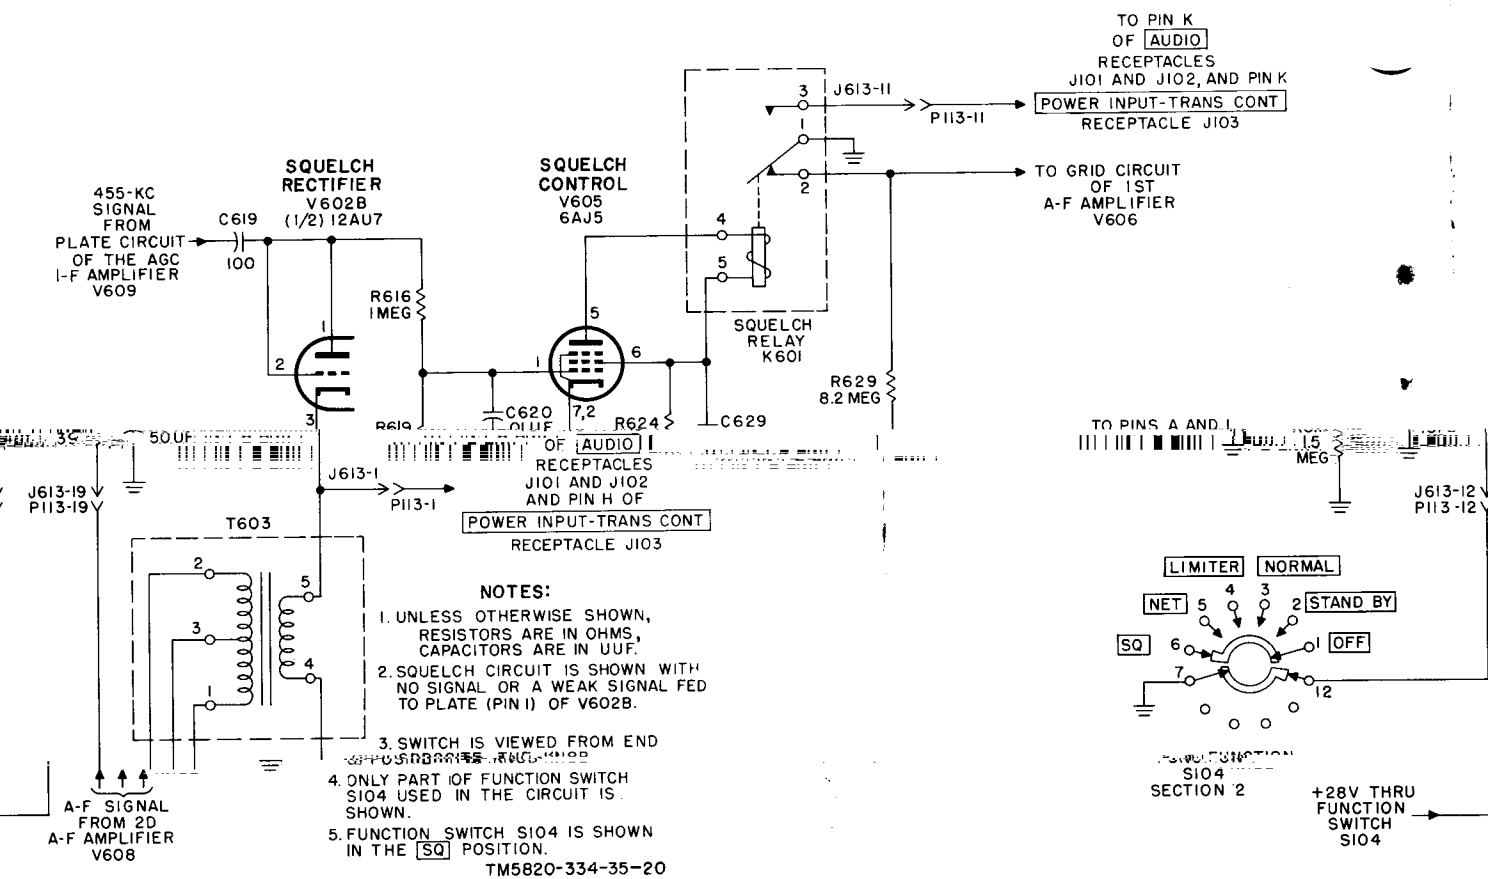 TO PIN K
OF AUDIO
RECEPTACLES
J101 AND J102, AND PIN K
POWER INPUT-TRANS CONT
RECEPTACLE J103
3
J613-11
P113-11
1
2
TO GRID CIRCUIT
OF 1ST
A-F AMPLIFIER
V606
SQUELCH
RECTIFIER
V602B
(1/2) 12AU7
SQUELCH
CONTROL
V605
6AJ5
455-KC
SIGNAL
FROM
PLATE CIRCUIT
OF THE AGC
I-F AMPLIFIER
V609
C619
100
4
5
R616
1MEG
1
2
3
5
1
6
7,2
SQUELCH
RELAY
K601
R629
8.2 MEG
C620
R619
R624
C629
TO PINS A AND
50UF
OF AUDIO
RECEPTACLES
J101 AND J102
AND PIN H OF
POWER INPUT-TRANS CONT
RECEPTACLE J103
1.5
MEG
J613-1
P113-1
J613-19
P113-19
J613-12
P113-12
T603
2
3
1
5
4
NOTES:
1. UNLESS OTHERWISE SHOWN,
RESISTORS ARE IN OHMS,
CAPACITORS ARE IN UUF.
2. SQUELCH CIRCUIT IS SHOWN WITH
NO SIGNAL OR A WEAK SIGNAL FED
TO PLATE (PIN 1) OF V602B.
3. SWITCH IS VIEWED FROM END
4. ONLY PART OF FUNCTION SWITCH
S104 USED IN THE CIRCUIT IS
SHOWN.
5. FUNCTION SWITCH S104 IS SHOWN
IN THE SQ POSITION.
TM5820-334-35-20
LIMITER
NORMAL
NET
5
4
3
2
STAND BY
SQ
6
1
OFF
7
12
S104
SECTION 2
+28V THRU
FUNCTION
SWITCH
S104
A-F SIGNAL
FROM 2D
A-F AMPLIFIER
V608